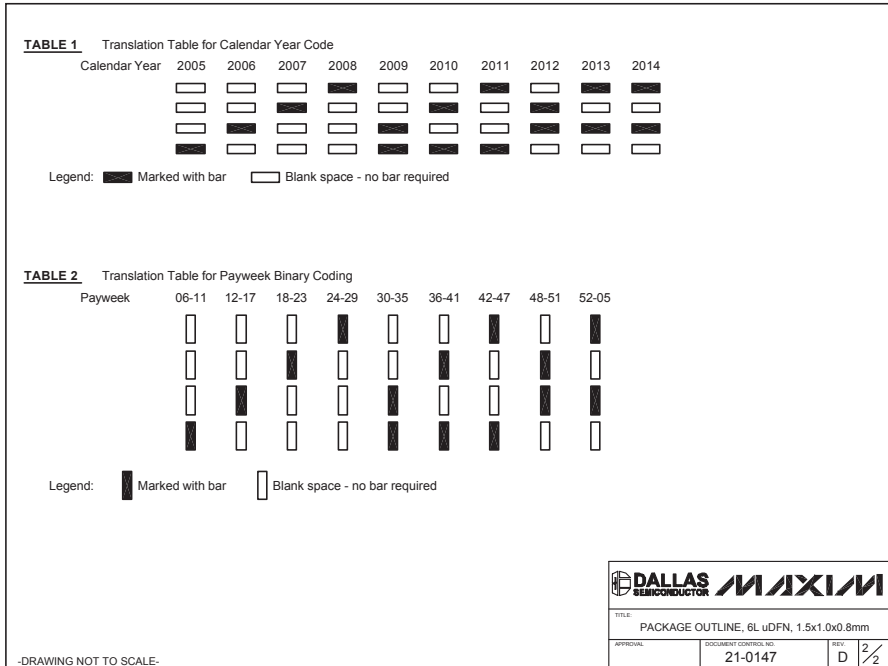 TABLE 1 Translation Table for Calendar Year Code
Calendar Year 2005 2006 2007 2008 2009 2010 2011 2012 2013 2014
Legend: Marked with bar Blank space - no bar required
TABLE 2 Translation Table for Payweek Binary Coding
Payweek 06-11 12-17 18-23 24-29 30-35 36-41 42-47 48-51 52-05
Legend: Marked with bar Blank space - no bar required
DALLAS SEMICONDUCTOR MAXIM
TITLE:
PACKAGE OUTLINE, 6L uDFN, 1.5x1.0x0.8mm
APPROVAL DOCUMENT CONTROL NO. REV.
21-0147 D 2/2
-DRAWING NOT TO SCALE-